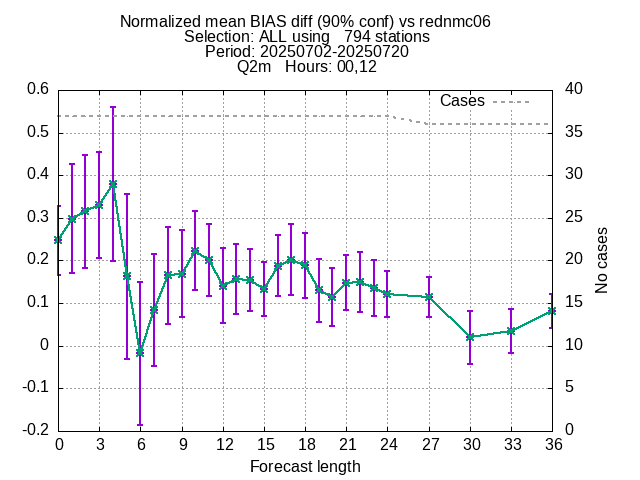 Normalized mean BIAS diff (90% conf) vs rednmc06
Selection: ALL using   794 stations
Period: 20250702-20250720
Q2m   Hours: 00,12
Cases
0.6
0.5
0.4
0.3
0.2
0.1
0
-0.1
-0.2
40
35
30
25
20
15
10
5
0
No cases
0 3 6 9 12 15 18 21 24 27 30 33 36
Forecast length